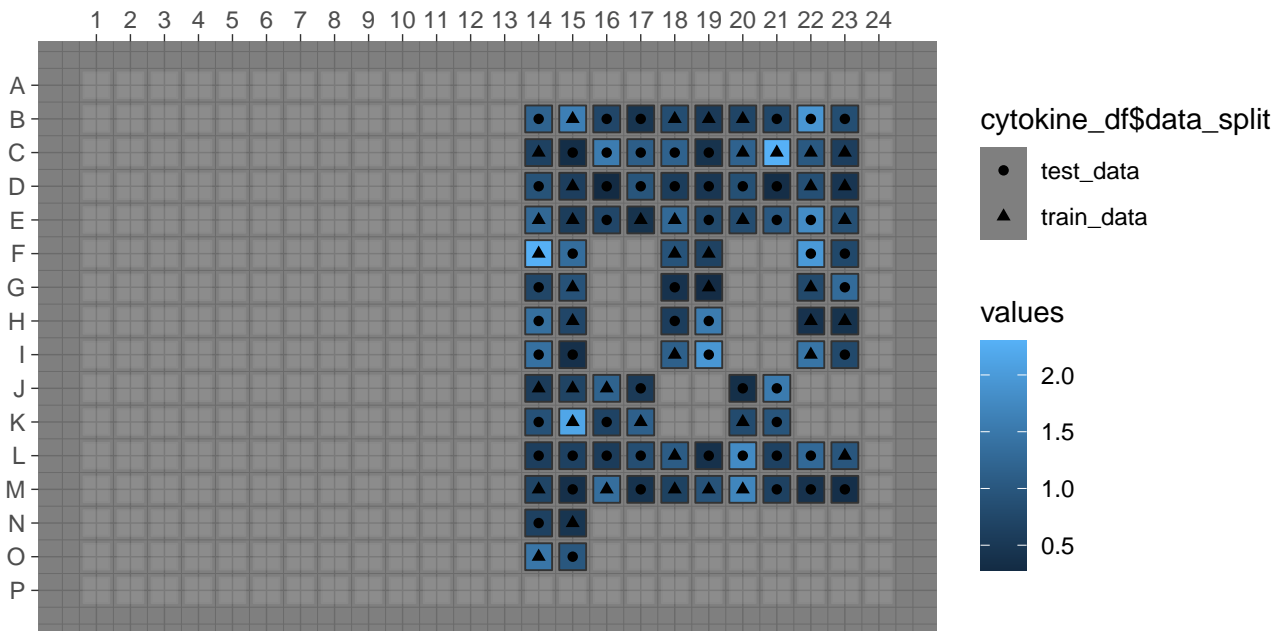 1 2 3 4 5 6 7 8 9 10 11 12 13 14 15 16 17 18 19 20 21 22 23 24
A
B
C
D
E
F
G
H
I
J
K
L
M
N
O
P
cytokine_df$data_split
test_data
train_data
values
2.0
1.5
1.0
0.5